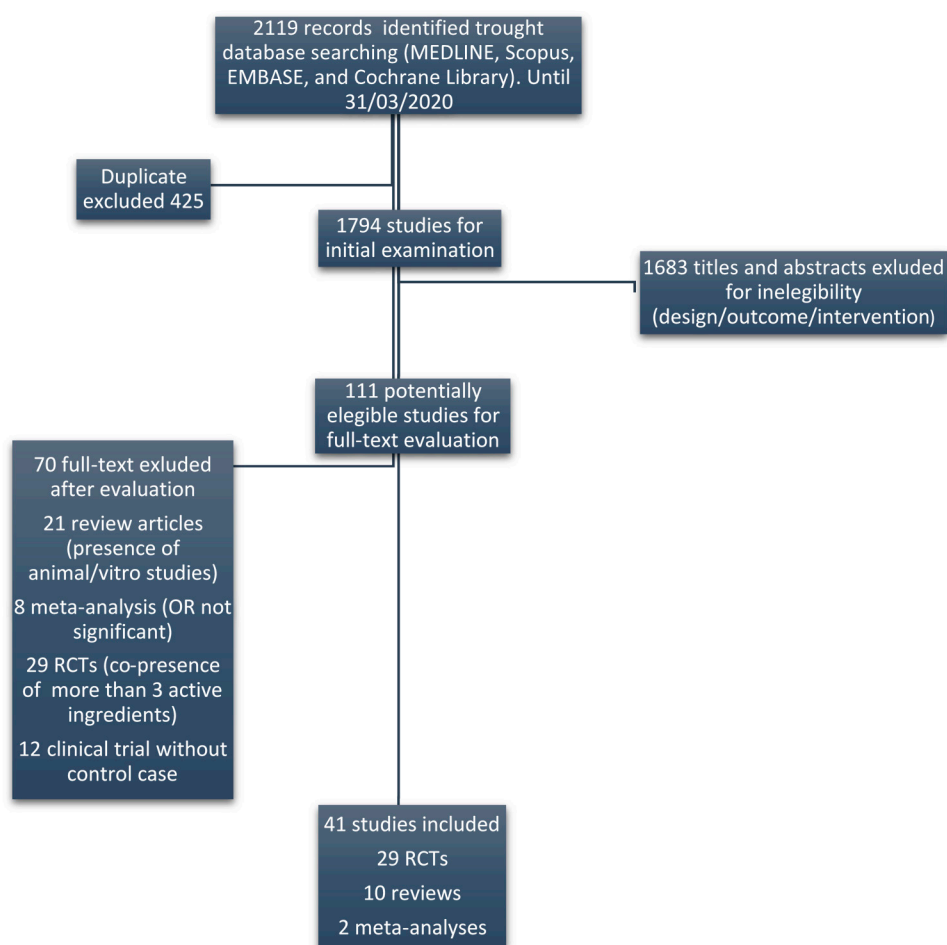 2119 records identified trought
database searching (MEDLINE, Scopus,
EMBASE, and Cochrane Library). Until
31/03/2020
Duplicate
excluded 425
1794 studies for
initial examination
1683 titles and abstracts exluded
for inelegibility
(design/outcome/intervention)
111 potentially
elegible studies for
full-text evaluation
70 full-text exluded
after evaluation
21 review articles
(presence of
animal/vitro studies)
8 meta-analysis (OR not
significant)
29 RCTs (co-presence
of more than 3 active
ingredients)
12 clinical trial without
control case
41 studies included
29 RCTs
10 reviews
2 meta-analyses